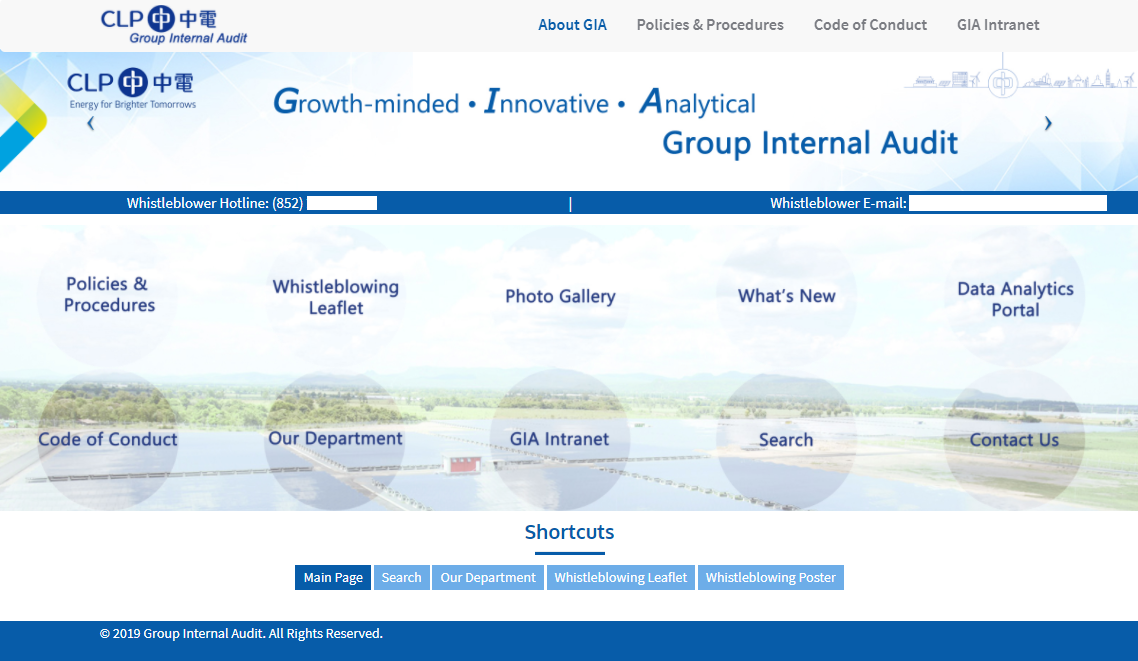 CLP 中電
Group Internal Audit
About GIA
Policies & Procedures
Code of Conduct
GIA Intranet
CLP 中電
Energy for Brighter Tomorrows
Growth-minded • Innovative • Analytical
Group Internal Audit
Whistleblower Hotline: (852)
|
Whistleblower E-mail:
Policies &
Procedures
Whistleblowing
Leaflet
Photo Gallery
What's New
Data Analytics
Portal
Code of Conduct
Our Department
GIA Intranet
Search
Contact Us
Shortcuts
Main Page
Search
Our Department
Whistleblowing Leaflet
Whistleblowing Poster
© 2019 Group Internal Audit. All Rights Reserved.